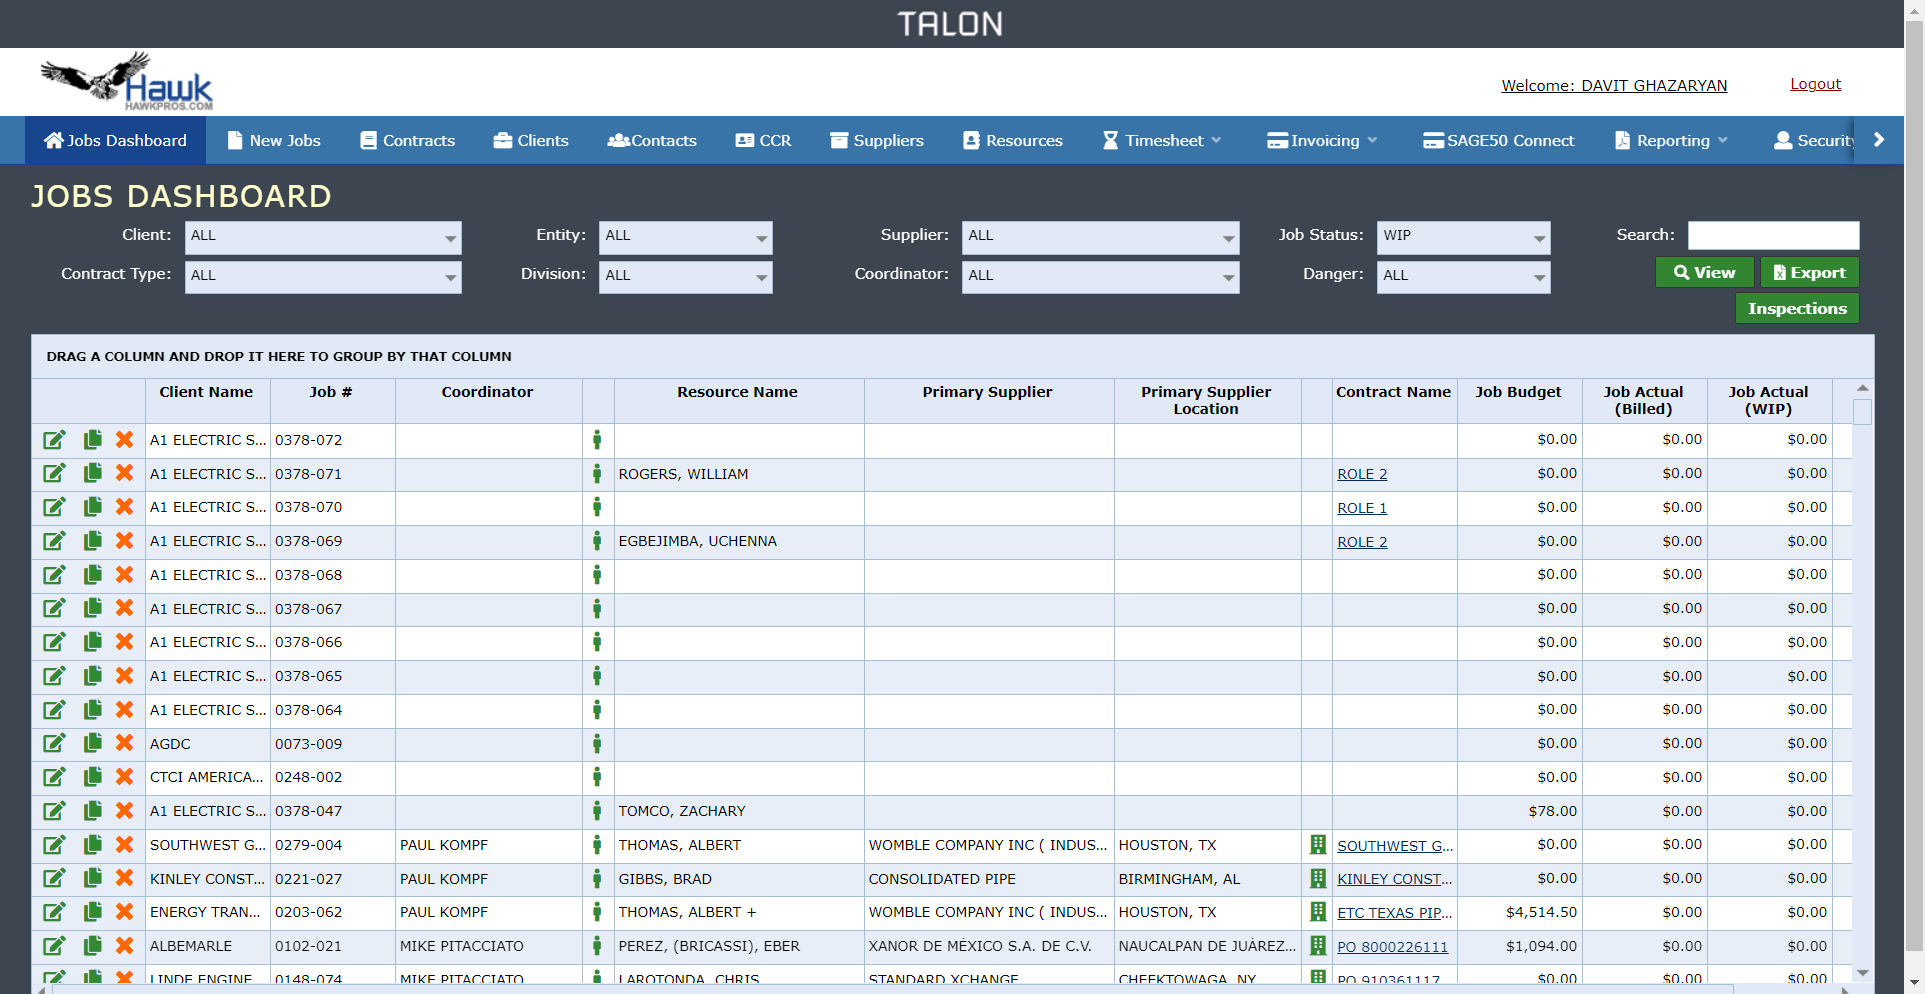 TALON
Hawk
HAWKPROS.COM
Welcome: DAVIT GHAZARYAN Logout
Jobs Dashboard New Jobs Contracts Clients Contacts CCR Suppliers Resources Timesheet Invoicing SAGE50 Connect Reporting Security
JOBS DASHBOARD
Client: ALL Entity: ALL Supplier: ALL Job Status: WIP Search:
Contract Type: ALL Division: ALL Coordinator: ALL Danger: ALL View Export
Inspections
DRAG A COLUMN AND DROP IT HERE TO GROUP BY THAT COLUMN
Client Name Job # Coordinator Resource Name Primary Supplier Primary Supplier Location Contract Name Job Budget Job Actual (Billed) Job Actual (WIP)
A1 ELECTRIC S... 0378-072 $0.00 $0.00 $0.00
A1 ELECTRIC S... 0378-071 ROGERS, WILLIAM ROLE 2 $0.00 $0.00 $0.00
A1 ELECTRIC S... 0378-070 ROLE 1 $0.00 $0.00 $0.00
A1 ELECTRIC S... 0378-069 EGBEJIMBA, UCHENNA ROLE 2 $0.00 $0.00 $0.00
A1 ELECTRIC S... 0378-068 $0.00 $0.00 $0.00
A1 ELECTRIC S... 0378-067 $0.00 $0.00 $0.00
A1 ELECTRIC S... 0378-066 $0.00 $0.00 $0.00
A1 ELECTRIC S... 0378-065 $0.00 $0.00 $0.00
A1 ELECTRIC S... 0378-064 $0.00 $0.00 $0.00
AGDC 0073-009 $0.00 $0.00 $0.00
CTCI AMERICA... 0248-002 $0.00 $0.00 $0.00
A1 ELECTRIC S... 0378-047 TOMCO, ZACHARY $78.00 $0.00 $0.00
SOUTHWEST G... 0279-004 PAUL KOMPF THOMAS, ALBERT WOMBLE COMPANY INC ( INDUS... HOUSTON, TX SOUTHWEST G... $0.00 $0.00 $0.00
KINLEY CONST... 0221-027 PAUL KOMPF GIBBS, BRAD CONSOLIDATED PIPE BIRMINGHAM, AL KINLEY CONST... $0.00 $0.00 $0.00
ENERGY TRAN... 0203-062 PAUL KOMPF THOMAS, ALBERT + WOMBLE COMPANY INC ( INDUS... HOUSTON, TX ETC TEXAS PIP... $4,514.50 $0.00 $0.00
ALBEMARLE 0102-021 MIKE PITACCIATO PEREZ, (BRICASSI), EBER XANOR DE MÉXICO S.A. DE C.V. NAUCALPAN DE JUÁREZ... PO 8000226111 $1,094.00 $0.00 $0.00
LINDE ENGINE 0148-074 MIKE PITACCIATO LAROTONDA, CHRIS STANDARD XCHANGE CHEEKTOWAGA, NY PO 910361117 $0.00 $0.00 $0.00